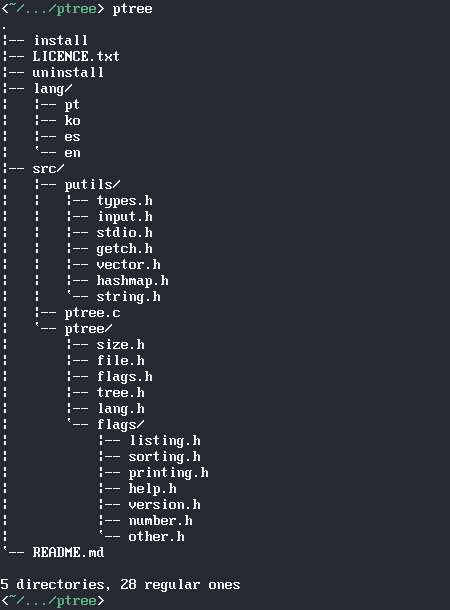 <~/.../ptree> ptree
.
¦-- install
¦-- LICENCE.txt
¦-- uninstall
¦-- lang/
¦   ¦-- pt
¦   ¦-- ko
¦   ¦-- es
¦   `-- en
¦-- src/
¦   ¦-- putils/
¦   ¦   ¦-- types.h
¦   ¦   ¦-- input.h
¦   ¦   ¦-- stdio.h
¦   ¦   ¦-- getch.h
¦   ¦   ¦-- vector.h
¦   ¦   ¦-- hashmap.h
¦   ¦   `-- string.h
¦   ¦-- ptree.c
¦   `-- ptree/
¦       ¦-- size.h
¦       ¦-- file.h
¦       ¦-- flags.h
¦       ¦-- tree.h
¦       ¦-- lang.h
¦       `-- flags/
¦           ¦-- listing.h
¦           ¦-- sorting.h
¦           ¦-- printing.h
¦           ¦-- help.h
¦           ¦-- version.h
¦           ¦-- number.h
¦           `-- other.h
`-- README.md
5 directories, 28 regular ones
<~/.../ptree>